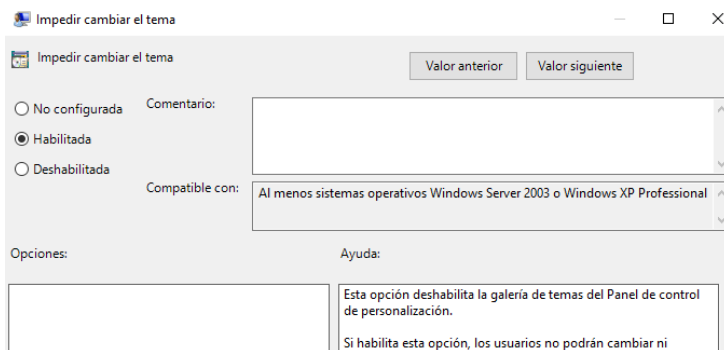 Impedir cambiar el tema
Impedir cambiar el tema
Valor anterior
Valor siguiente
No configurada
Comentario:
Habilitada
Deshabilitada
Compatible con:
Al menos sistemas operativos Windows Server 2003 o Windows XP Professional
Opciones:
Ayuda:
Esta opción deshabilita la galería de temas del Panel de control
de personalización.
Si habilita esta opción, los usuarios no podrán cambiar ni